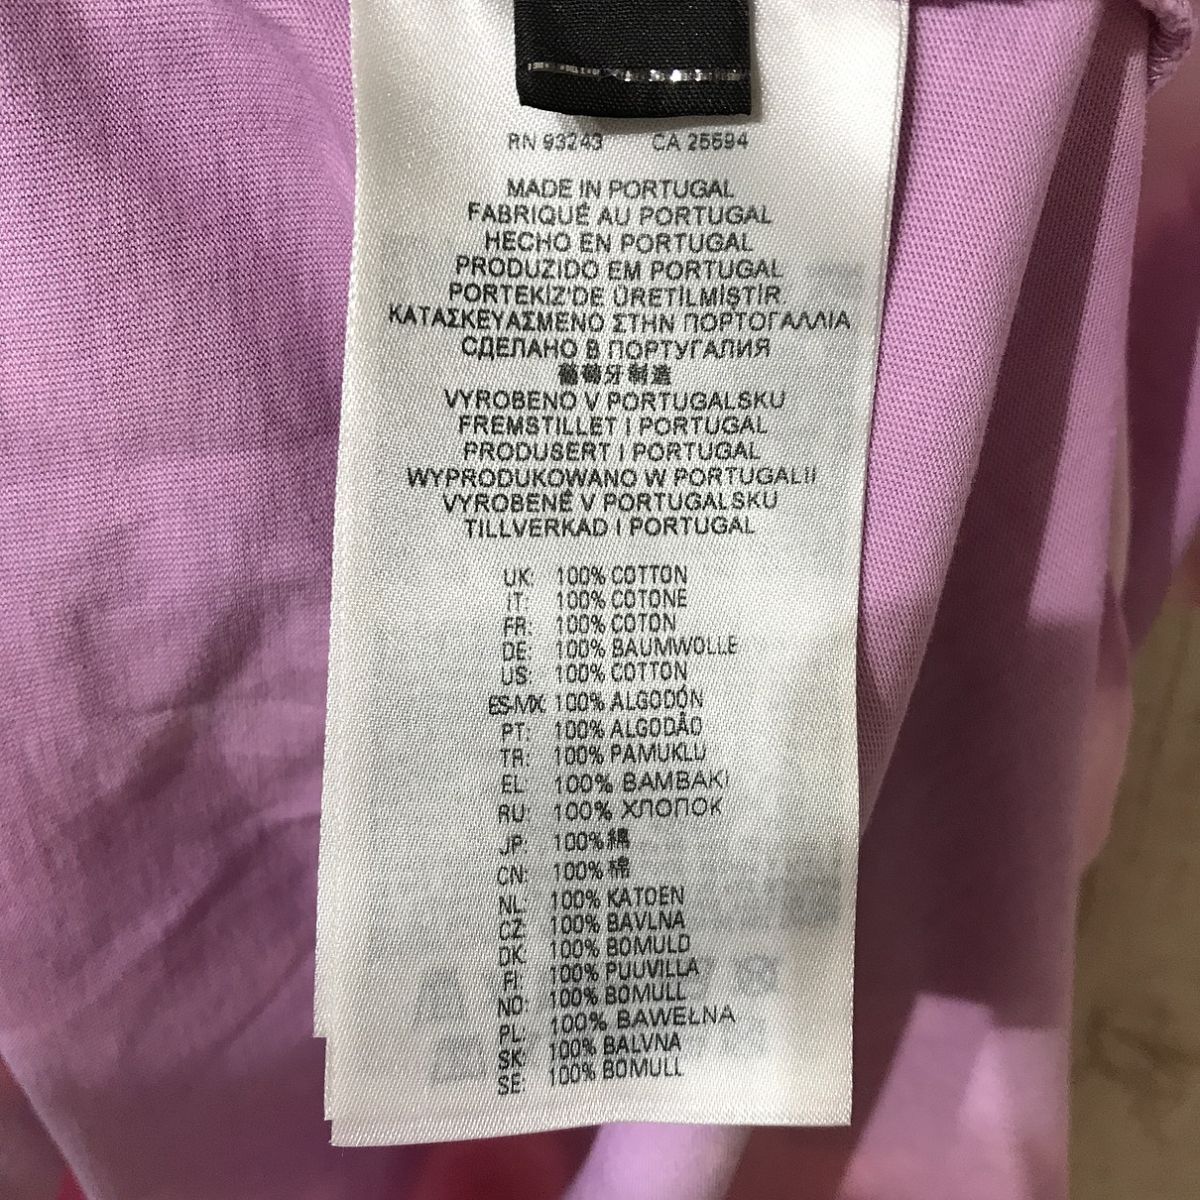 RN 93243 CA 25594
MADE IN PORTUGAL
FABRIQUÉ AU PORTUGAL
HECHO EN PORTUGAL
PRODUZIDO EM PORTUGAL
PORTEKİZ'DE ÜRETİLMİŞTİR
ΚΑΤΑΣΚΕΥΑΣΜΕΝΟ ΣΤΗΝ ΠΟΡΤΟΓΑΛΛΙΑ
СДЕЛАНО В ПОРТУГАЛИЯ
葡萄牙制造
VYROBENO V PORTUGALSKU
FREMSTILLET I PORTUGAL
PRODUSERT I PORTUGAL
WYPRODUKOWANO W PORTUGALII
VYROBENÉ V PORTUGALSKU
TILLVERKAD I PORTUGAL
UK: 100% COTTON
IT: 100% COTONE
FR: 100% COTON
DE: 100% BAUMWOLLE
US: 100% COTTON
ES-MX: 100% ALGODÓN
PT: 100% ALGODÃO
TR: 100% PAMUKLU
EL: 100% ΒΑΜΒΑΚΙ
RU: 100% ХЛОПОК
JP: 100% 綿
CN: 100% 棉
NL: 100% KATOEN
CZ: 100% BAVLNA
DK: 100% BOMULD
FI: 100% PUUVILLA
NO: 100% BOMULL
PL: 100% BAWEŁNA
SK: 100% BALVNA
SE: 100% BOMULL